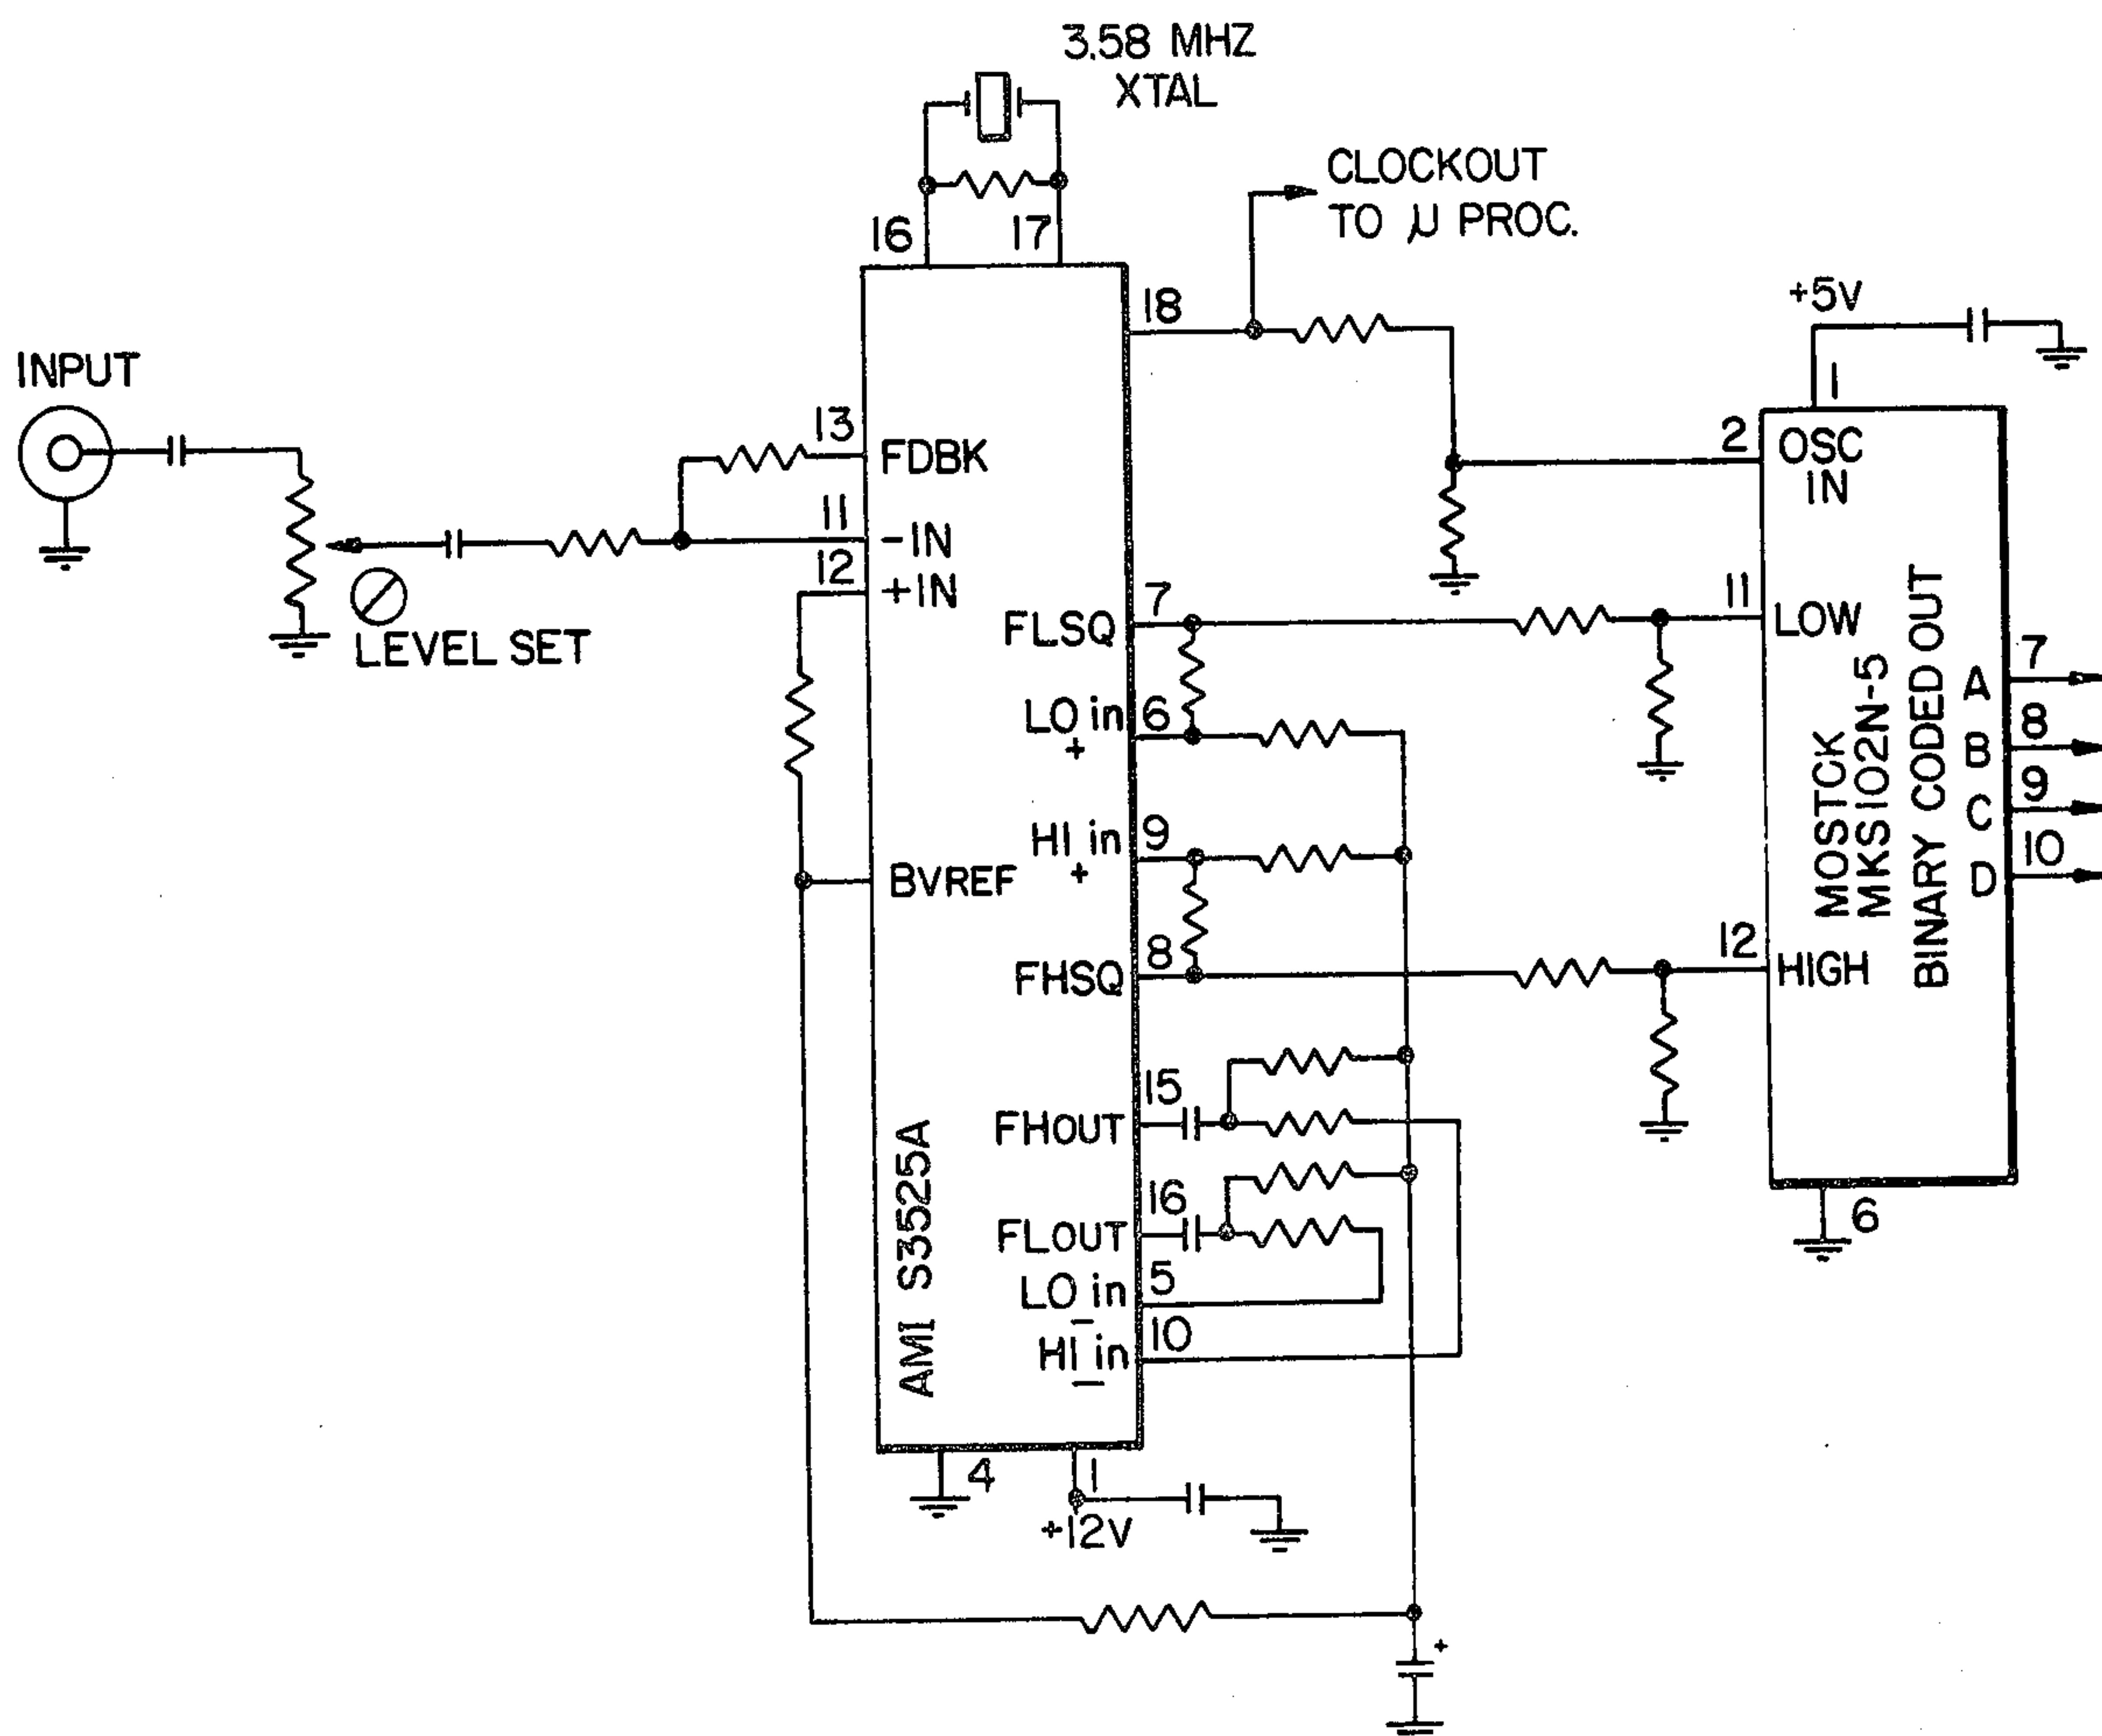 3.58 MHZ
XTAL
16
17
CLOCKOUT
TO μ PROC.
18
+5V
1
INPUT
13
FDBK
2
OSC
IN
11
-IN
12
+IN
LEVEL SET
7
FLSQ
11
LOW
LO in
+
6
HI in
+
9
BVREF
8
FHSQ
12
HIGH
MOSTCK
MK5102N-5
BINARY CODED OUT
A
7
B
8
C
9
D
10
15
FHOUT
16
FLOUT
LO in
-
5
HI in
-
10
AMI S3525A
6
4
1
+12V
+